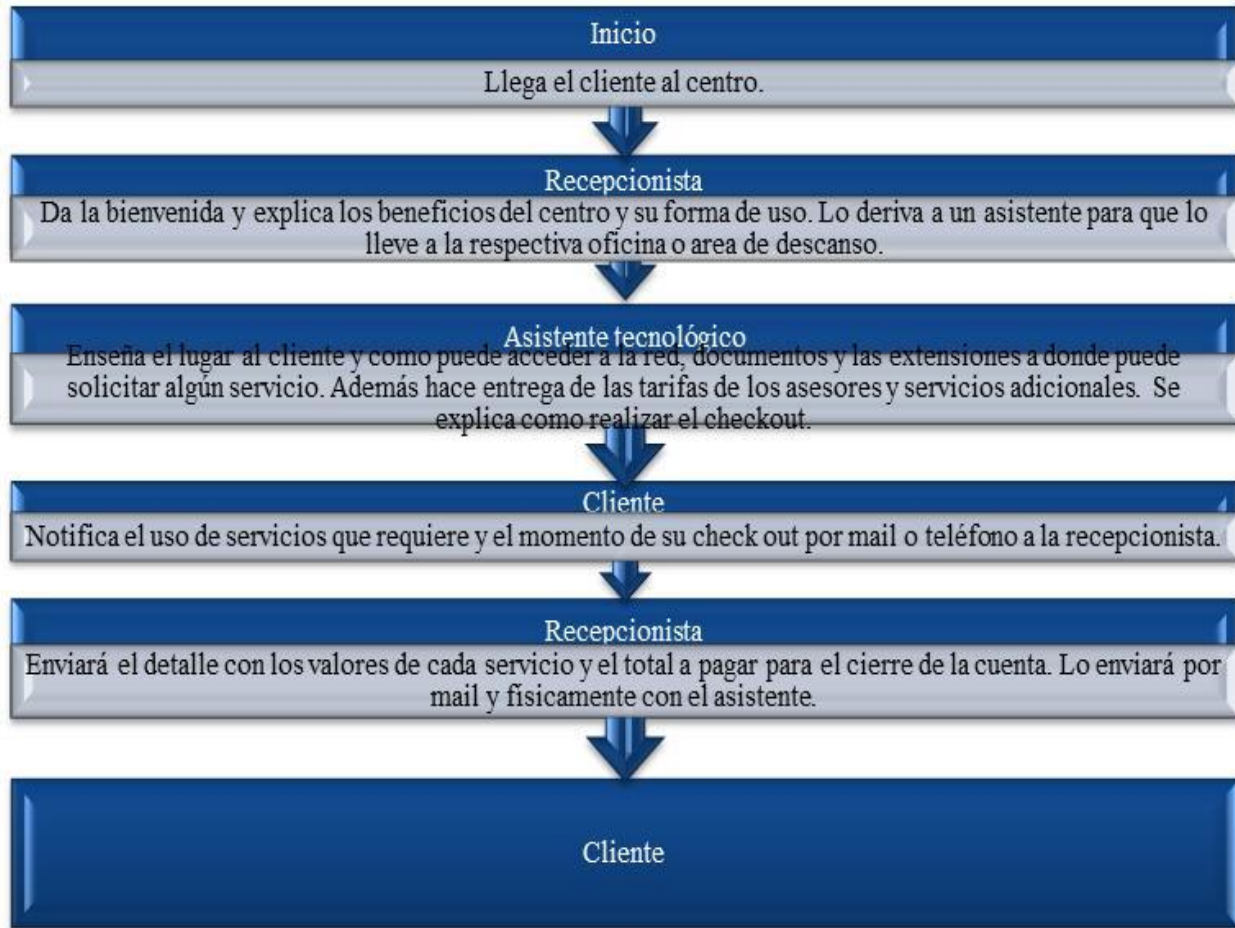 Inicio
Llega el cliente al centro.
Recepcionista
Da la bienvenida y explica los beneficios del centro y su forma de uso. Lo deriva a un asistente para que lo
lleve a la respectiva oficina o area de descanso.
Asistente tecnológico
Enseña el lugar al cliente y como puede acceder a la red, documentos y las extensiones a donde puede
solicitar algún servicio. Además hace entrega de las tarifas de los asesores y servicios adicionales. Se
explica como realizar el checkout.
Cliente
Notifica el uso de servicios que requiere y el momento de su check out por mail o teléfono a la recepcionista.
Recepcionista
Enviará el detalle con los valores de cada servicio y el total a pagar para el cierre de la cuenta. Lo enviará por
mail y físicamente con el asistente.
Cliente